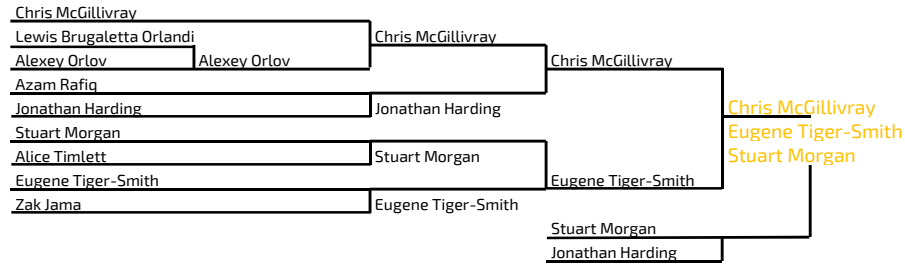 Chris McGillivray
Lewis Brugaletta Orlandi
Chris McGillivray
Alexey Orlov
Alexey Orlov
Chris McGillivray
Azam Rafiq
Jonathan Harding
Jonathan Harding
Chris McGillivray
Stuart Morgan
Eugene Tiger-Smith
Alice Timlett
Stuart Morgan
Stuart Morgan
Eugene Tiger-Smith
Eugene Tiger-Smith
Zak Jama
Eugene Tiger-Smith
Stuart Morgan
Jonathan Harding